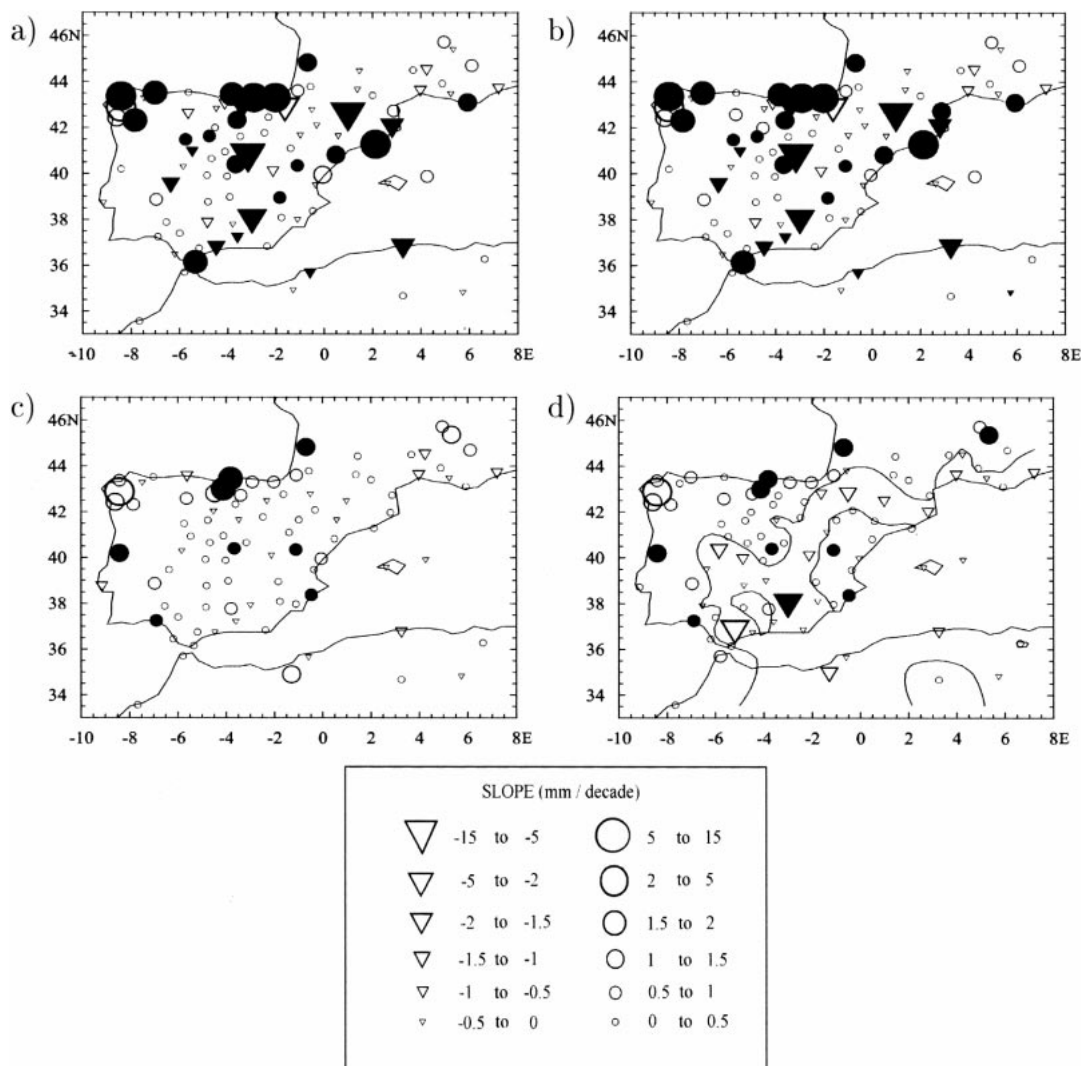 a)
46N
44
42
40
38
36
34
-10 -8 -6 -4 -2 0 2 4 6 8E
b)
46N
44
42
40
38
36
34
-10 -8 -6 -4 -2 0 2 4 6 8E
c)
46N
44
42
40
38
36
34
-10 -8 -6 -4 -2 0 2 4 6 8E
d)
46N
44
42
40
38
36
34
-10 -8 -6 -4 -2 0 2 4 6 8E
SLOPE (mm / decade)
-15 to -5 5 to 15
-5 to -2 2 to 5
-2 to -1.5 1.5 to 2
-1.5 to -1 1 to 1.5
-1 to -0.5 0.5 to 1
-0.5 to 0 0 to 0.5